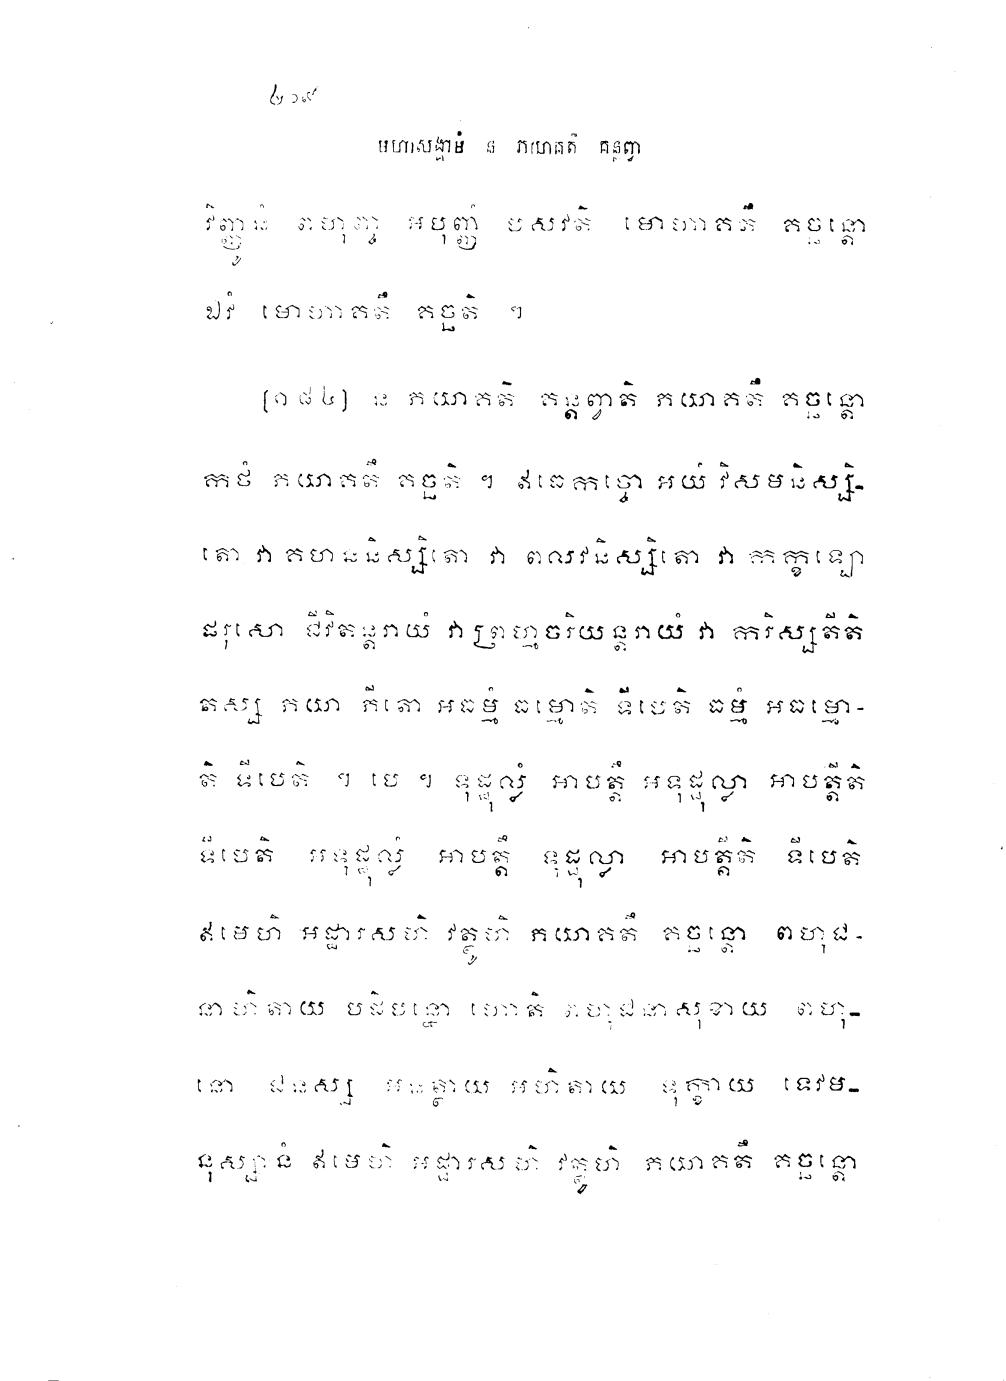 ២១៩
មហាសង្គាមំ ន ភយាគតិ គន្តព្វា
វិញ្ញូនំ ពហុញ្ច អបុញ្ញំ បសវតិ មោហាគតឹ គច្ឆន្តោ
ឯវំ មោហាគតឹ គច្ឆតិ ។
[១៨៤] ន ភយាគតិ គន្តព្វាតិ ភយាគតឹ គច្ឆន្តោ
កថំ ភយាគតឹ គច្ឆតិ ។ ឥធេកច្ចោ អយំ វិសមនិស្សិ-
តោ វា គហននិស្សិតោ វា ពលវនិស្សិតោ វា កក្ខឡោ
ផរុសោ ជីវិតន្តរាយំ វា ព្រហ្មចរិយន្តរាយំ វា ករិស្សតីតិ
តស្ស ភយា ភីតោ អធម្មំ ធម្មោតិ ទីបេតិ ធម្មំ អធម្មោ-
តិ ទីបេតិ ។ បេ ។ ទុដ្ឋុល្លំ អាបត្តឹ អទុដ្ឋុល្លា អាបត្តីតិ
ទីបេតិ អទុដ្ឋុល្លំ អាបត្តឹ ទុដ្ឋុល្លា អាបត្តីតិ ទីបេតិ
ឥមេហិ អដ្ឋារសហិ វត្ថូហិ ភយាគតឹ គច្ឆន្តោ ពហុជ-
នាហិតាយ បដិបន្នោ ហោតិ ពហុជនាសុខាយ ពហុ-
នោ ជនស្ស អនត្ថាយ អហិតាយ ទុក្ខាយ ទេវម-
នុស្សានំ ឥមេហិ អដ្ឋារសហិ វត្ថូហិ ភយាគតឹ គច្ឆន្តោ